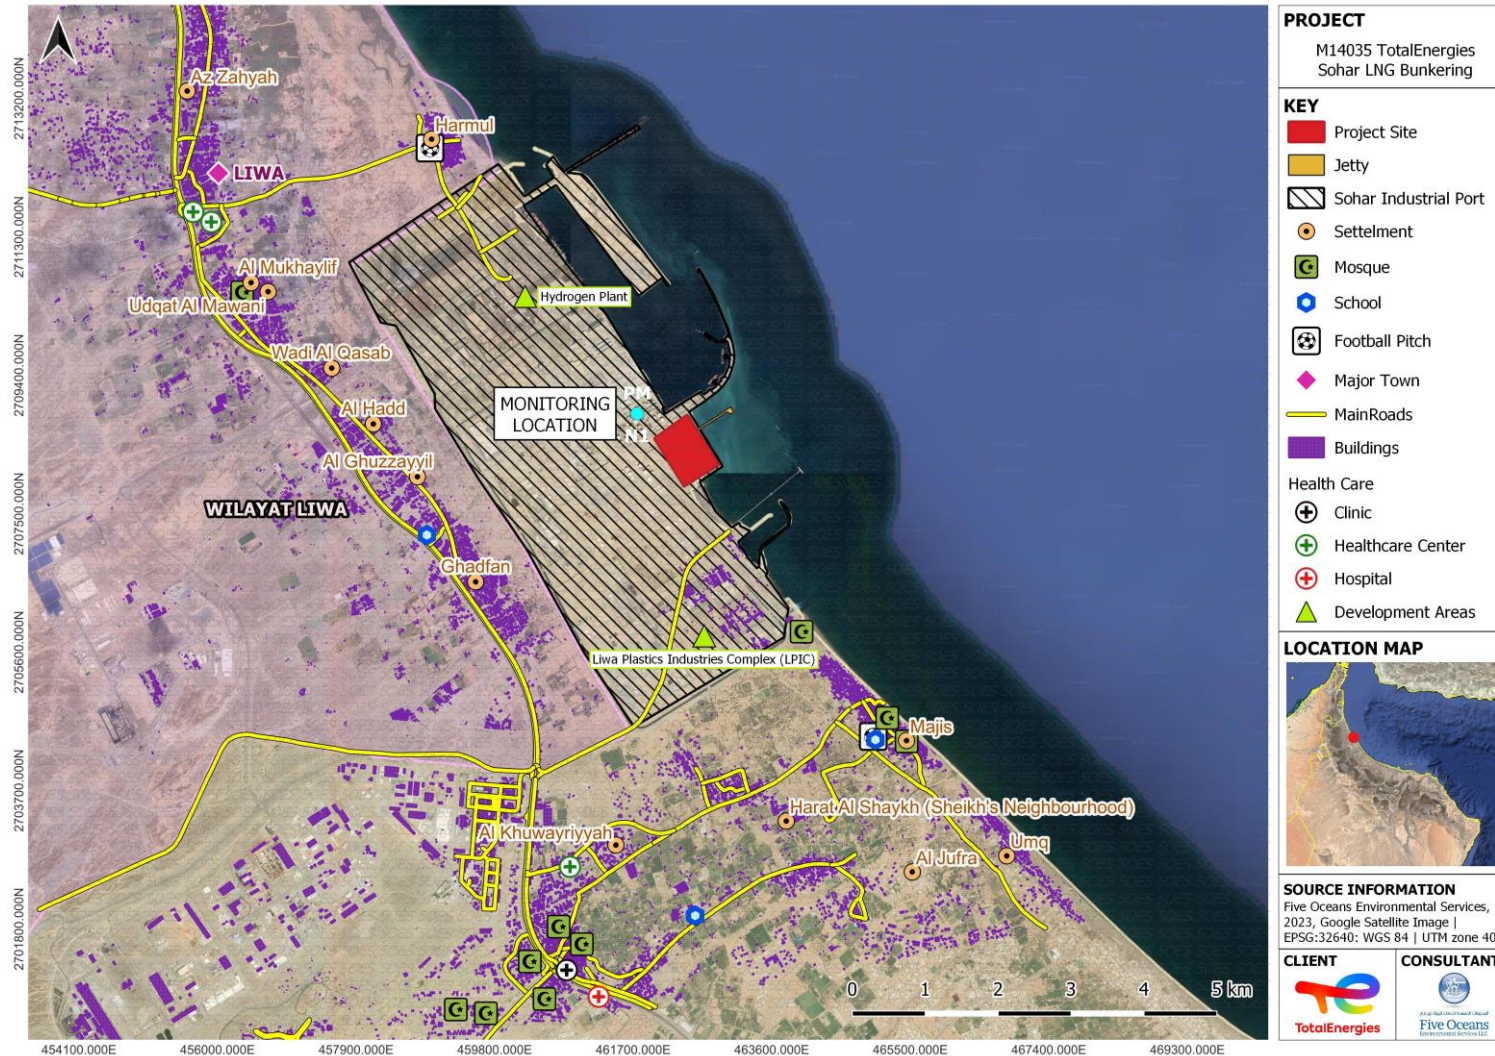 PROJECT
M14035 TotalEnergies
Sohar LNG Bunkering
KEY
Project Site
Jetty
Sohar Industrial Port
Settelment
Mosque
School
Football Pitch
Major Town
MainRoads
Buildings
Health Care
Clinic
Healthcare Center
Hospital
Development Areas
LOCATION MAP
SOURCE INFORMATION
Five Oceans Environmental Services,
2023, Google Satellite Image |
EPSG:32640: WGS 84 | UTM zone 40
CLIENT
CONSULTANT
TotalEnergies
Five Oceans
Environmental Services LLC
Az Zahyah
Harmul
LIWA
Al Mukhaylif
Udqat Al Mawani
Hydrogen Plant
Wadi Al Qasab
MONITORING
LOCATION
PM
N1
Al Hadd
Al Ghuzzayyil
WILAYAT LIWA
Ghadfan
Liwa Plastics Industries Complex (LPIC)
Majis
Harat Al Shaykh (Sheikh's Neighbourhood)
Al Khuwayriyyah
Umq
Al Jufra
0 1 2 3 4 5 km
2713200.000N
2711300.000N
2709400.000N
2707500.000N
2705600.000N
2703700.000N
2701800.000N
454100.000E 456000.000E 457900.000E 459800.000E 461700.000E 463600.000E 465500.000E 467400.000E 469300.000E